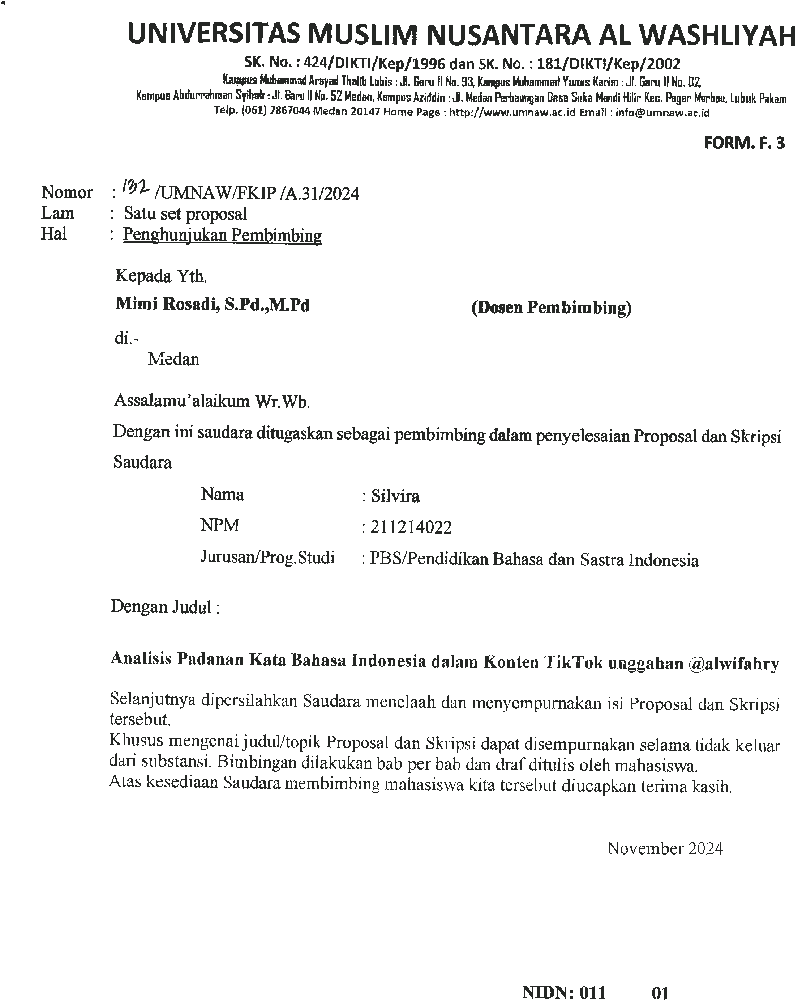 UNIVERSITAS MUSLIM NUSANTARA AL WASHLIYAH
SK. No. : 424/DIKTI/Kep/1996 dan SK. No. : 181/DIKTI/Kep/2002
Kampus Muhammad Arsyad Thalib Lubis : Jl. Garu II No. 93, Kampus Muhammad Yunus Karim : Jl. Garu II No. 02,
Kampus Abdurrahman Syihab : Jl. Garu II No. 52 Medan, Kampus Aziddin : Jl. Medan Perbaungan Desa Suka Mandi Hilir Kec. Pagar Merbau, Lubuk Pakam
Telp. (061) 7867044 Medan 20147 Home Page : http://www.umnaw.ac.id Email : info@umnaw.ac.id
FORM. F. 3
Nomor : 132 /UMNAW/FKIP /A.31/2024
Lam : Satu set proposal
Hal : Penghunjukan Pembimbing
Kepada Yth.
Mimi Rosadi, S.Pd.,M.Pd (Dosen Pembimbing)
di.-
Medan
Assalamu'alaikum Wr.Wb.
Dengan ini saudara ditugaskan sebagai pembimbing dalam penyelesaian Proposal dan Skripsi
Saudara
Nama : Silvira
NPM : 211214022
Jurusan/Prog.Studi : PBS/Pendidikan Bahasa dan Sastra Indonesia
Dengan Judul :
Analisis Padanan Kata Bahasa Indonesia dalam Konten TikTok unggahan @alwifahry
Selanjutnya dipersilahkan Saudara menelaah dan menyempurnakan isi Proposal dan Skripsi
tersebut.
Khusus mengenai judul/topik Proposal dan Skripsi dapat disempurnakan selama tidak keluar
dari substansi. Bimbingan dilakukan bab per bab dan draf ditulis oleh mahasiswa.
Atas kesediaan Saudara membimbing mahasiswa kita tersebut diucapkan terima kasih.
November 2024
NIDN: 011 01